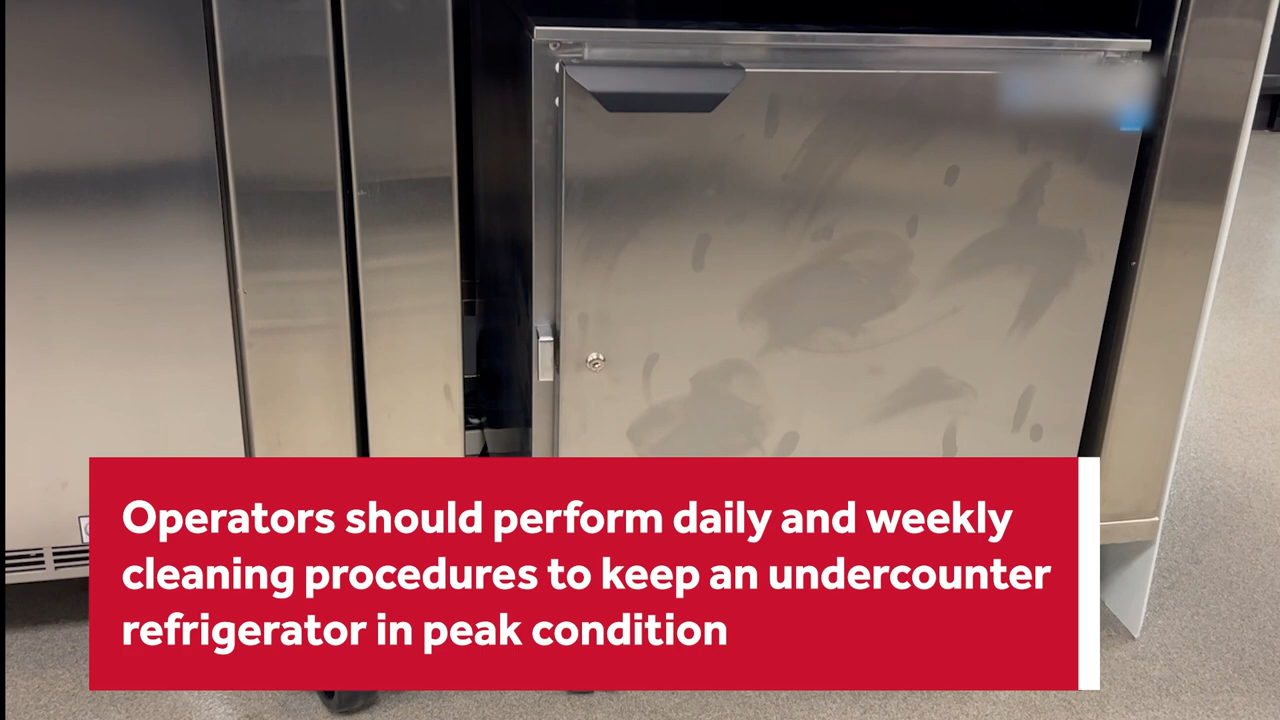 Operators should perform daily and weekly
cleaning procedures to keep an undercounter
refrigerator in peak condition